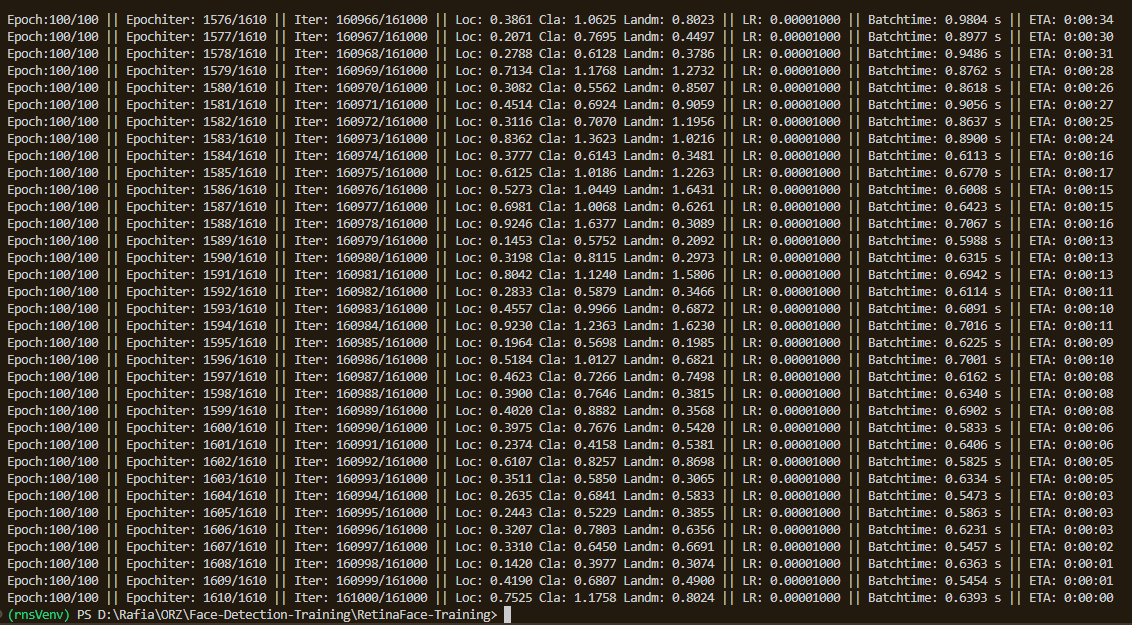 Epoch:100/100 || Epochiter: 1576/1610 || Iter: 160966/161000 || Loc: 0.3861 Cla: 1.0625 Landm: 0.8023 || LR: 0.00001000 || Batchtime: 0.9804 s || ETA: 0:00:34
Epoch:100/100 || Epochiter: 1577/1610 || Iter: 160967/161000 || Loc: 0.2071 Cla: 0.7695 Landm: 0.4497 || LR: 0.00001000 || Batchtime: 0.8977 s || ETA: 0:00:30
Epoch:100/100 || Epochiter: 1578/1610 || Iter: 160968/161000 || Loc: 0.2788 Cla: 0.6128 Landm: 0.3786 || LR: 0.00001000 || Batchtime: 0.9486 s || ETA: 0:00:31
Epoch:100/100 || Epochiter: 1579/1610 || Iter: 160969/161000 || Loc: 0.7134 Cla: 1.1768 Landm: 1.2732 || LR: 0.00001000 || Batchtime: 0.8762 s || ETA: 0:00:28
Epoch:100/100 || Epochiter: 1580/1610 || Iter: 160970/161000 || Loc: 0.3082 Cla: 0.5562 Landm: 0.8507 || LR: 0.00001000 || Batchtime: 0.8618 s || ETA: 0:00:26
Epoch:100/100 || Epochiter: 1581/1610 || Iter: 160971/161000 || Loc: 0.4514 Cla: 0.6924 Landm: 0.9059 || LR: 0.00001000 || Batchtime: 0.9056 s || ETA: 0:00:27
Epoch:100/100 || Epochiter: 1582/1610 || Iter: 160972/161000 || Loc: 0.3116 Cla: 0.7070 Landm: 1.1956 || LR: 0.00001000 || Batchtime: 0.8637 s || ETA: 0:00:25
Epoch:100/100 || Epochiter: 1583/1610 || Iter: 160973/161000 || Loc: 0.8362 Cla: 1.3623 Landm: 1.0216 || LR: 0.00001000 || Batchtime: 0.8900 s || ETA: 0:00:24
Epoch:100/100 || Epochiter: 1584/1610 || Iter: 160974/161000 || Loc: 0.3777 Cla: 0.6143 Landm: 0.3481 || LR: 0.00001000 || Batchtime: 0.6113 s || ETA: 0:00:16
Epoch:100/100 || Epochiter: 1585/1610 || Iter: 160975/161000 || Loc: 0.6125 Cla: 1.0186 Landm: 1.2263 || LR: 0.00001000 || Batchtime: 0.6770 s || ETA: 0:00:17
Epoch:100/100 || Epochiter: 1586/1610 || Iter: 160976/161000 || Loc: 0.5273 Cla: 1.0449 Landm: 1.6431 || LR: 0.00001000 || Batchtime: 0.6008 s || ETA: 0:00:15
Epoch:100/100 || Epochiter: 1587/1610 || Iter: 160977/161000 || Loc: 0.6981 Cla: 1.0068 Landm: 0.6261 || LR: 0.00001000 || Batchtime: 0.6423 s || ETA: 0:00:15
Epoch:100/100 || Epochiter: 1588/1610 || Iter: 160978/161000 || Loc: 0.9246 Cla: 1.6377 Landm: 0.3089 || LR: 0.00001000 || Batchtime: 0.7067 s || ETA: 0:00:16
Epoch:100/100 || Epochiter: 1589/1610 || Iter: 160979/161000 || Loc: 0.1453 Cla: 0.5752 Landm: 0.2092 || LR: 0.00001000 || Batchtime: 0.5988 s || ETA: 0:00:13
Epoch:100/100 || Epochiter: 1590/1610 || Iter: 160980/161000 || Loc: 0.3198 Cla: 0.8115 Landm: 0.2973 || LR: 0.00001000 || Batchtime: 0.6315 s || ETA: 0:00:13
Epoch:100/100 || Epochiter: 1591/1610 || Iter: 160981/161000 || Loc: 0.8042 Cla: 1.1240 Landm: 1.5806 || LR: 0.00001000 || Batchtime: 0.6942 s || ETA: 0:00:13
Epoch:100/100 || Epochiter: 1592/1610 || Iter: 160982/161000 || Loc: 0.2833 Cla: 0.5879 Landm: 0.3466 || LR: 0.00001000 || Batchtime: 0.6114 s || ETA: 0:00:11
Epoch:100/100 || Epochiter: 1593/1610 || Iter: 160983/161000 || Loc: 0.4557 Cla: 0.9966 Landm: 0.6872 || LR: 0.00001000 || Batchtime: 0.6091 s || ETA: 0:00:10
Epoch:100/100 || Epochiter: 1594/1610 || Iter: 160984/161000 || Loc: 0.9230 Cla: 1.2363 Landm: 1.6230 || LR: 0.00001000 || Batchtime: 0.7016 s || ETA: 0:00:11
Epoch:100/100 || Epochiter: 1595/1610 || Iter: 160985/161000 || Loc: 0.1964 Cla: 0.5698 Landm: 0.1985 || LR: 0.00001000 || Batchtime: 0.6225 s || ETA: 0:00:09
Epoch:100/100 || Epochiter: 1596/1610 || Iter: 160986/161000 || Loc: 0.5184 Cla: 1.0127 Landm: 0.6821 || LR: 0.00001000 || Batchtime: 0.7001 s || ETA: 0:00:10
Epoch:100/100 || Epochiter: 1597/1610 || Iter: 160987/161000 || Loc: 0.4623 Cla: 0.7266 Landm: 0.7498 || LR: 0.00001000 || Batchtime: 0.6162 s || ETA: 0:00:08
Epoch:100/100 || Epochiter: 1598/1610 || Iter: 160988/161000 || Loc: 0.3900 Cla: 0.7646 Landm: 0.3815 || LR: 0.00001000 || Batchtime: 0.6340 s || ETA: 0:00:08
Epoch:100/100 || Epochiter: 1599/1610 || Iter: 160989/161000 || Loc: 0.4020 Cla: 0.8882 Landm: 0.3568 || LR: 0.00001000 || Batchtime: 0.6902 s || ETA: 0:00:08
Epoch:100/100 || Epochiter: 1600/1610 || Iter: 160990/161000 || Loc: 0.3975 Cla: 0.7676 Landm: 0.5420 || LR: 0.00001000 || Batchtime: 0.5833 s || ETA: 0:00:06
Epoch:100/100 || Epochiter: 1601/1610 || Iter: 160991/161000 || Loc: 0.2374 Cla: 0.4158 Landm: 0.5381 || LR: 0.00001000 || Batchtime: 0.6406 s || ETA: 0:00:06
Epoch:100/100 || Epochiter: 1602/1610 || Iter: 160992/161000 || Loc: 0.6107 Cla: 0.8257 Landm: 0.8698 || LR: 0.00001000 || Batchtime: 0.5825 s || ETA: 0:00:05
Epoch:100/100 || Epochiter: 1603/1610 || Iter: 160993/161000 || Loc: 0.3511 Cla: 0.5850 Landm: 0.3065 || LR: 0.00001000 || Batchtime: 0.6334 s || ETA: 0:00:05
Epoch:100/100 || Epochiter: 1604/1610 || Iter: 160994/161000 || Loc: 0.2635 Cla: 0.6841 Landm: 0.5833 || LR: 0.00001000 || Batchtime: 0.5473 s || ETA: 0:00:03
Epoch:100/100 || Epochiter: 1605/1610 || Iter: 160995/161000 || Loc: 0.2443 Cla: 0.5229 Landm: 0.3855 || LR: 0.00001000 || Batchtime: 0.5863 s || ETA: 0:00:03
Epoch:100/100 || Epochiter: 1606/1610 || Iter: 160996/161000 || Loc: 0.3207 Cla: 0.7803 Landm: 0.6356 || LR: 0.00001000 || Batchtime: 0.6231 s || ETA: 0:00:03
Epoch:100/100 || Epochiter: 1607/1610 || Iter: 160997/161000 || Loc: 0.3310 Cla: 0.6450 Landm: 0.6691 || LR: 0.00001000 || Batchtime: 0.5457 s || ETA: 0:00:02
Epoch:100/100 || Epochiter: 1608/1610 || Iter: 160998/161000 || Loc: 0.1420 Cla: 0.3977 Landm: 0.3074 || LR: 0.00001000 || Batchtime: 0.6363 s || ETA: 0:00:01
Epoch:100/100 || Epochiter: 1609/1610 || Iter: 160999/161000 || Loc: 0.4190 Cla: 0.6807 Landm: 0.4900 || LR: 0.00001000 || Batchtime: 0.5454 s || ETA: 0:00:01
Epoch:100/100 || Epochiter: 1610/1610 || Iter: 161000/161000 || Loc: 0.7525 Cla: 1.1758 Landm: 0.8024 || LR: 0.00001000 || Batchtime: 0.6393 s || ETA: 0:00:00
(rnsVenv) PS D:\Rafia\ORZ\Face-Detection-Training\RetinaFace-Training>